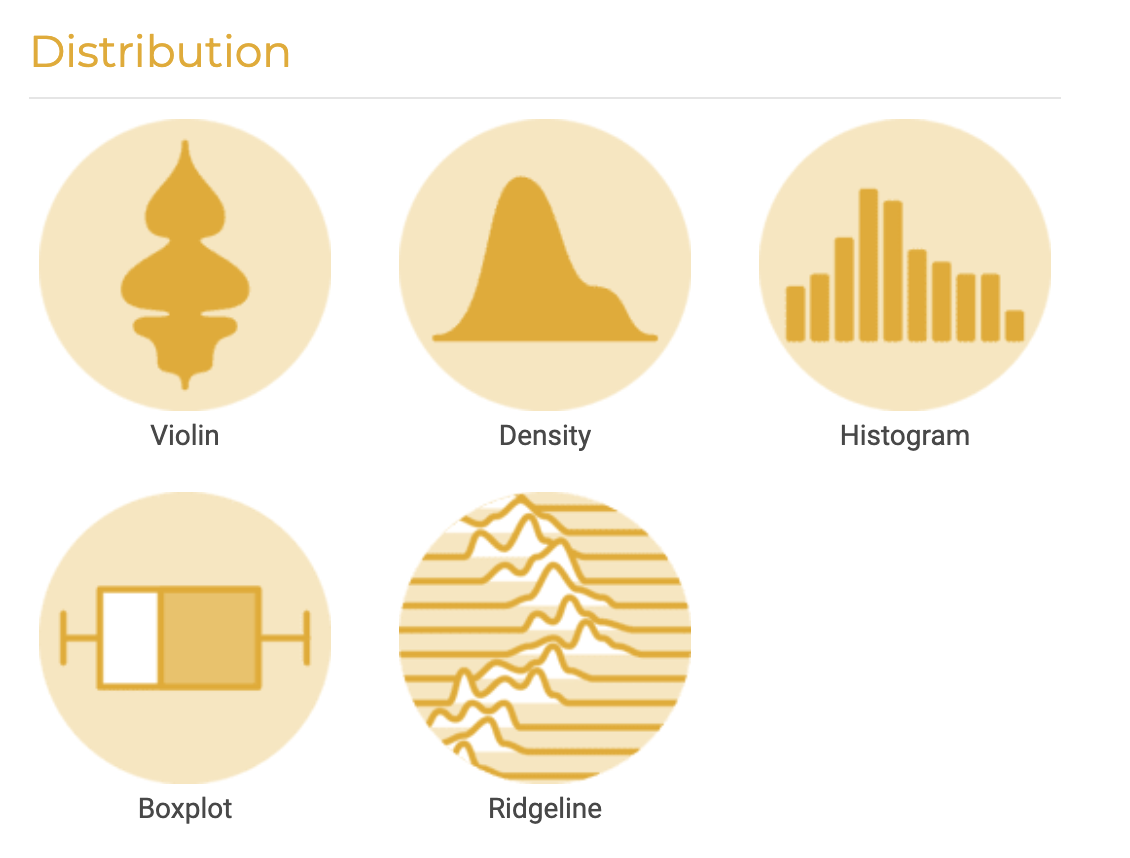 Distribution
Violin
Density
Histogram
Boxplot
Ridgeline